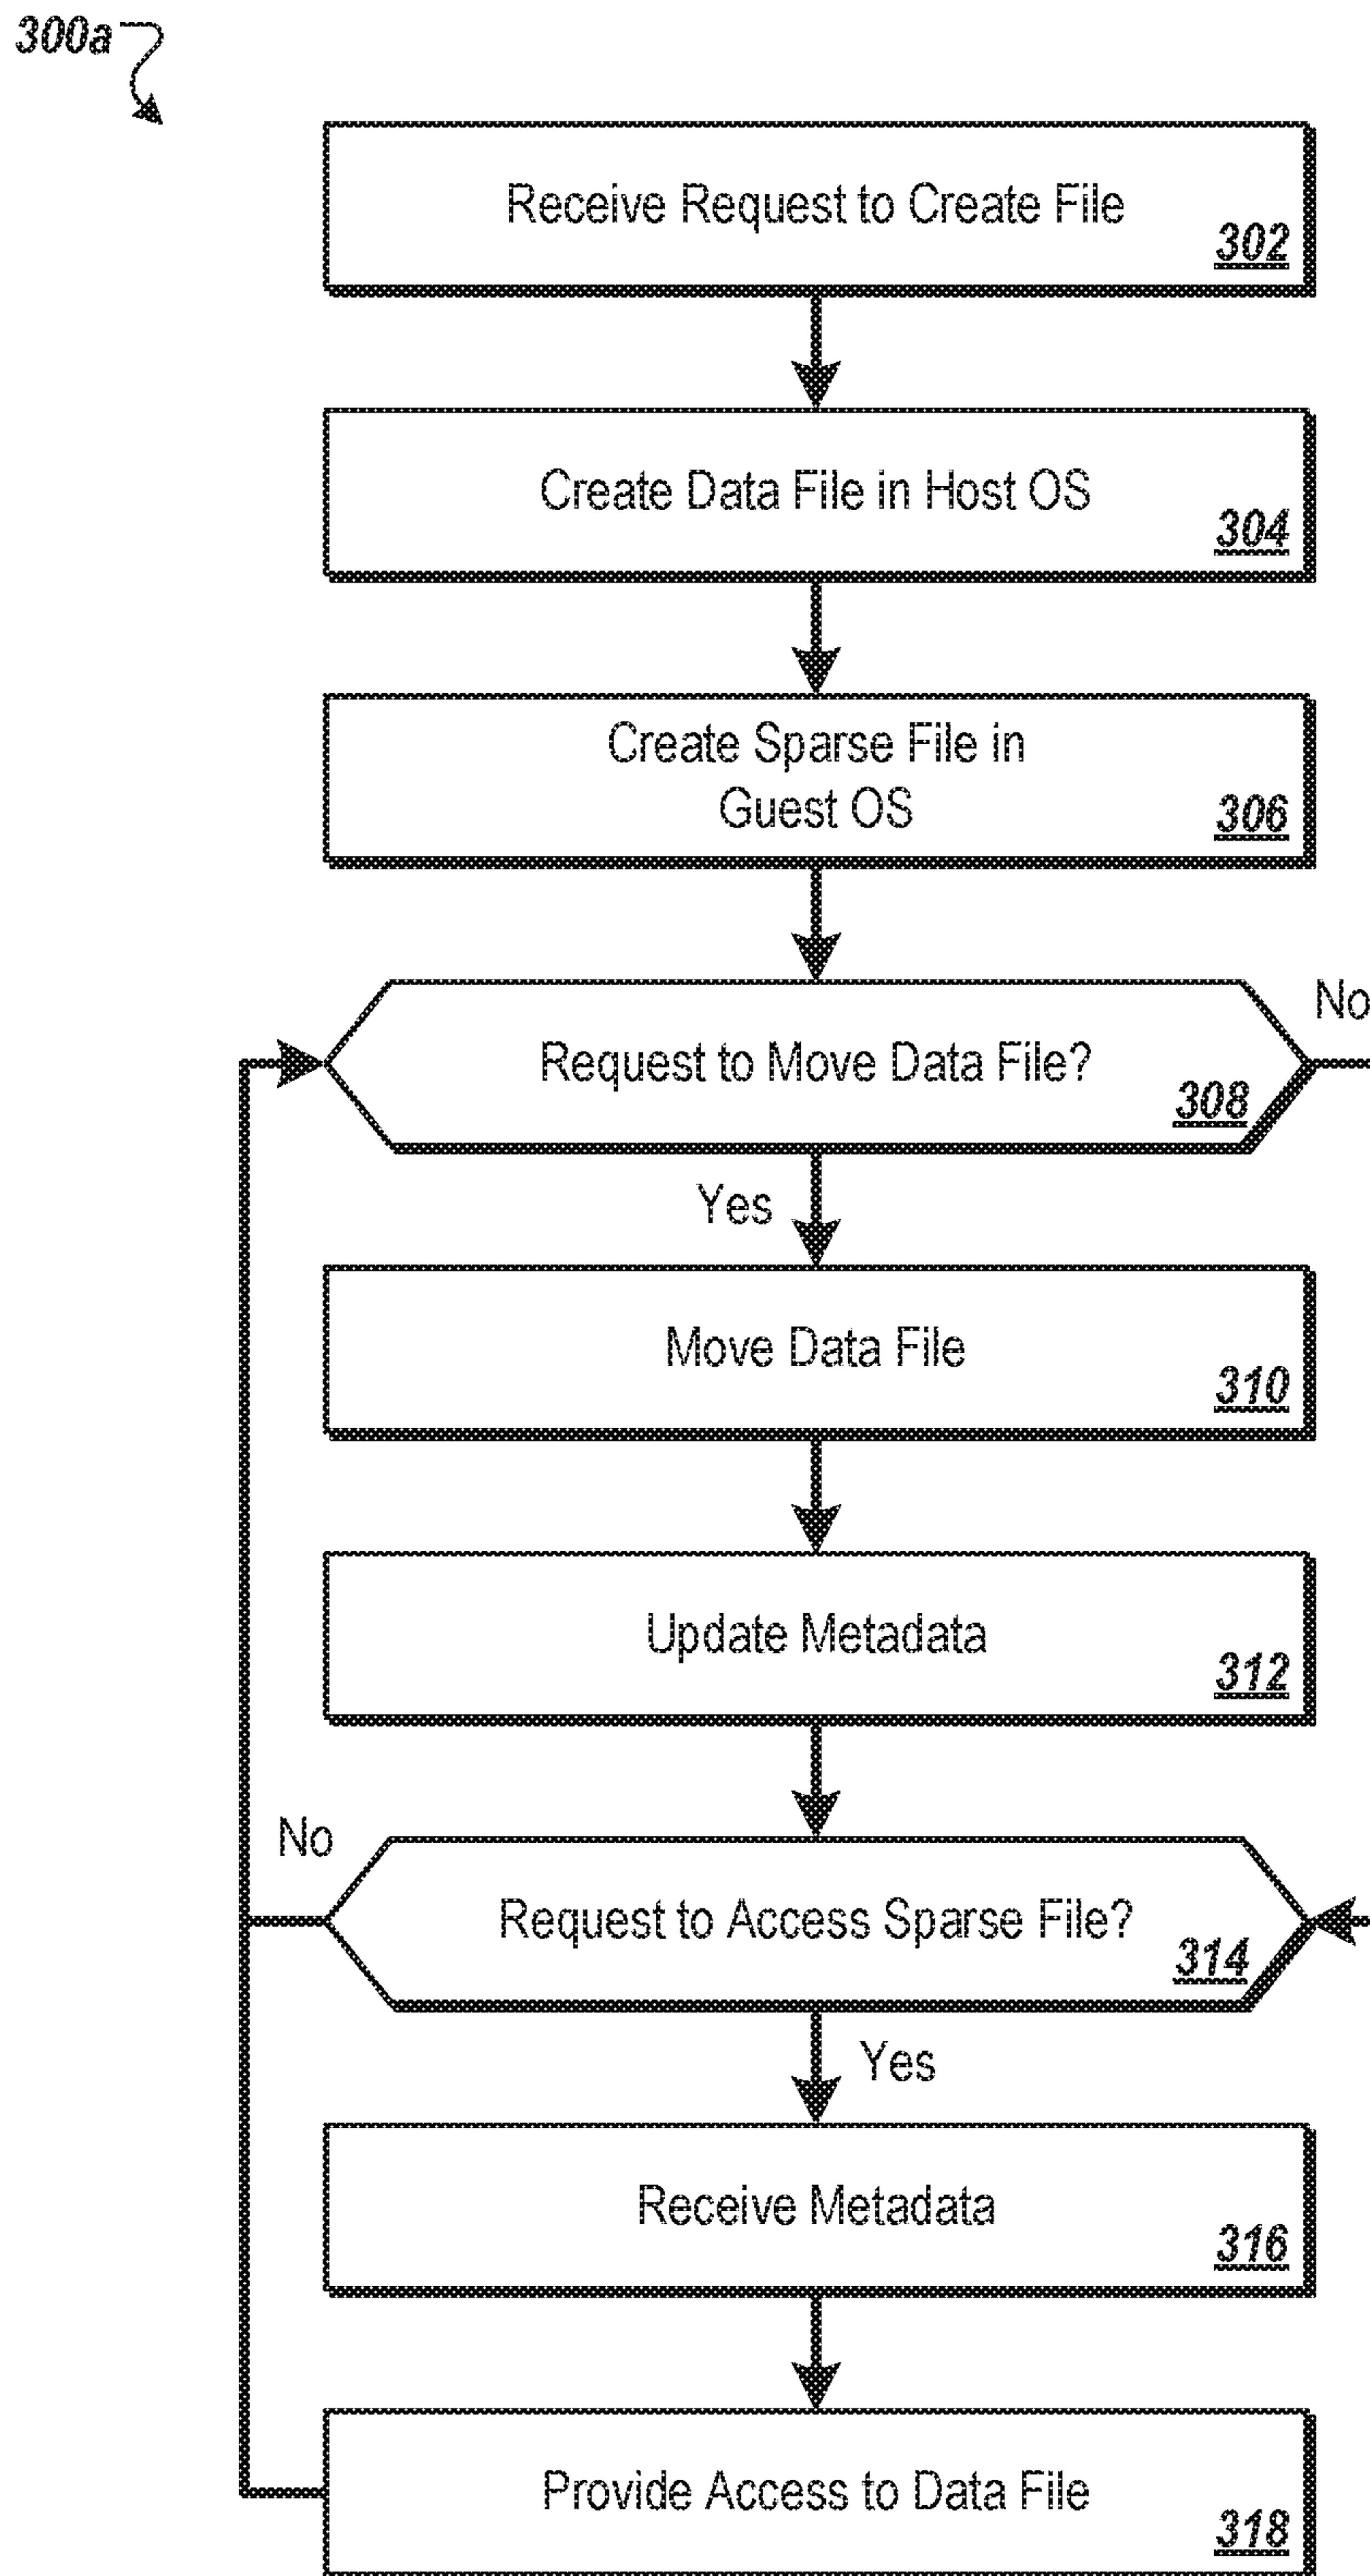 300a
Receive Request to Create File
302
Create Data File in Host OS
304
Create Sparse File in
Guest OS
306
No
Request to Move Data File?
308
Yes
Move Data File
310
Update Metadata
312
No
Request to Access Sparse File?
314
Yes
Receive Metadata
316
Provide Access to Data File
318